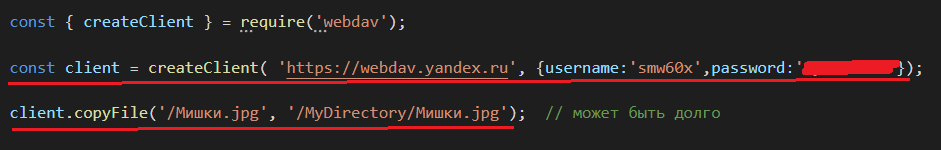 const { createClient } = require('webdav');
const client = createClient( 'https://webdav.yandex.ru', {username:'smw60x',password:' });
client.copyFile('/Мишки.jpg', '/MyDirectory/Мишки.jpg');  // может быть долго